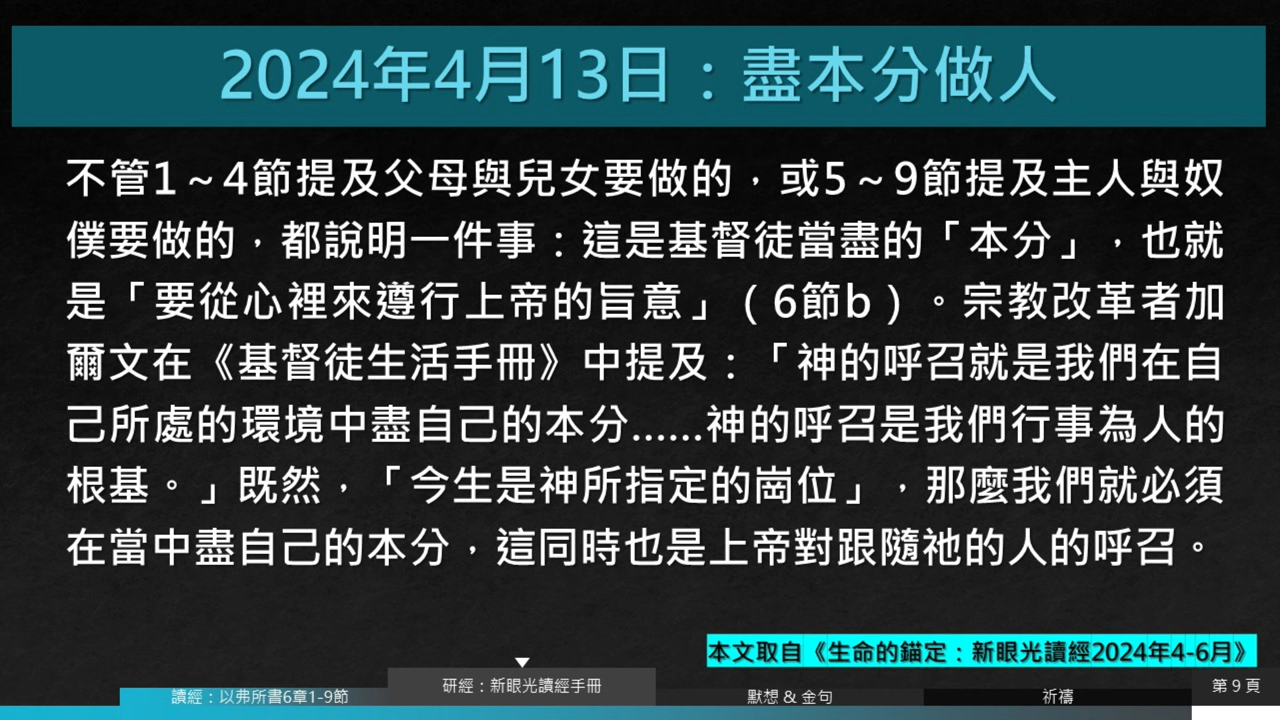 2024年4月13日：盡本分做人
不管1～4節提及父母與兒女要做的，或5～9節提及主人與奴
僕要做的，都說明一件事：這是基督徒當盡的「本分」，也就
是「要從心裡來遵行上帝的旨意」（6節b）。宗教改革者加
爾文在《基督徒生活手冊》中提及：「神的呼召就是我們在自
己所處的環境中盡自己的本分……神的呼召是我們行事為人的
根基。」既然，「今生是神所指定的崗位」，那麼我們就必須
在當中盡自己的本分，這同時也是上帝對跟隨祂的人的呼召。
本文取自《生命的錨定：新眼光讀經2024年4-6月》
讀經：以弗所書6章1-9節
研經：新眼光讀經手冊
默想 & 金句
祈禱
第 9 頁